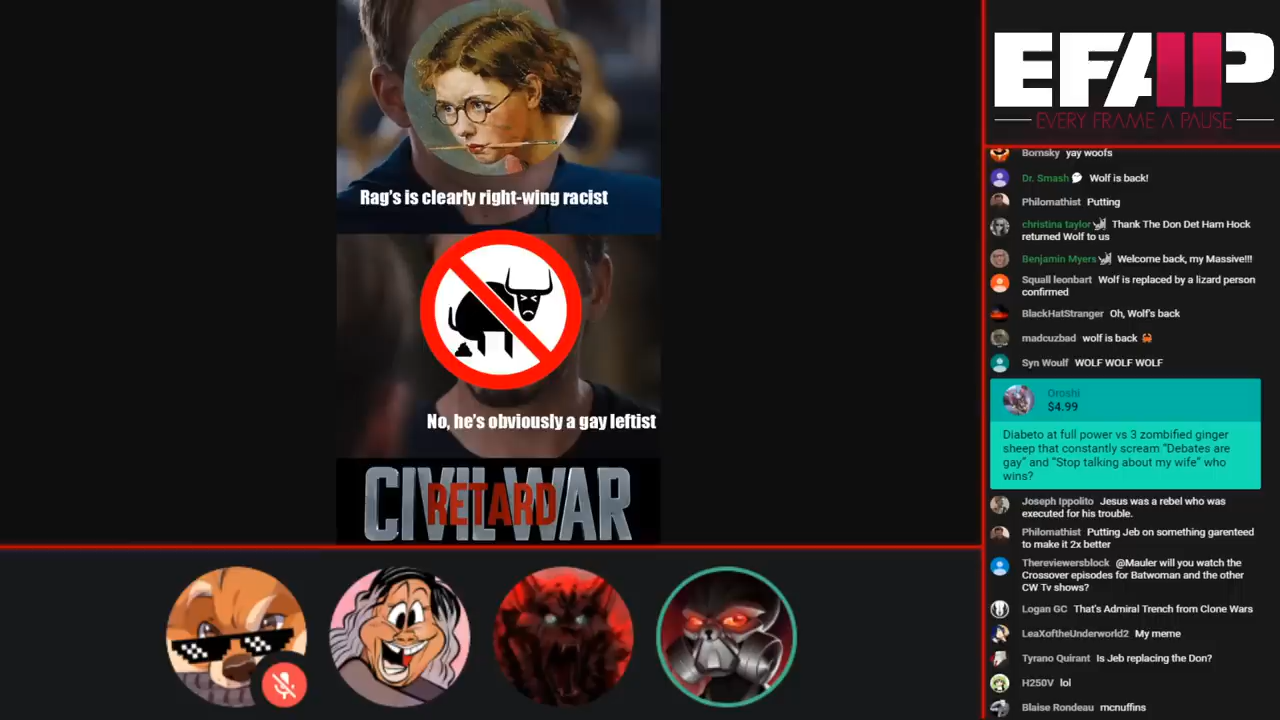 Rag's is clearly right-wing racist
No, he's obviously a gay leftist
CIVIL WAR
RETARD
EFAP
EVERY FRAME A PAUSE
Bornsky yay woofs
Dr. Smash Wolf is back!
Philomathist Putting
christina taylor Thank The Don Det Ham Hock
returned Wolf to us
Benjamin Myers Welcome back, my Massive!!!
Squall leonbart Wolf is replaced by a lizard person
confirmed
BlackHatStranger Oh, Wolf's back
madcuzbad wolf is back 🦀
Syn Woulf WOLF WOLF WOLF
Oroshi
$4.99
Diabeto at full power vs 3 zombified ginger
sheep that constantly scream "Debates are
gay" and "Stop talking about my wife" who
wins?
Joseph Ippolito Jesus was a rebel who was
executed for his trouble.
Philomathist Putting Jeb on something garenteed
to make it 2x better
Thereviewersblock @Mauler will you watch the
Crossover episodes for Batwoman and the other
CW Tv shows?
Logan GC That's Admiral Trench from Clone Wars
LeaXoftheUnderworld2 My meme
Tyrano Quirant Is Jeb replacing the Don?
H250V lol
Blaise Rondeau mcnuffins